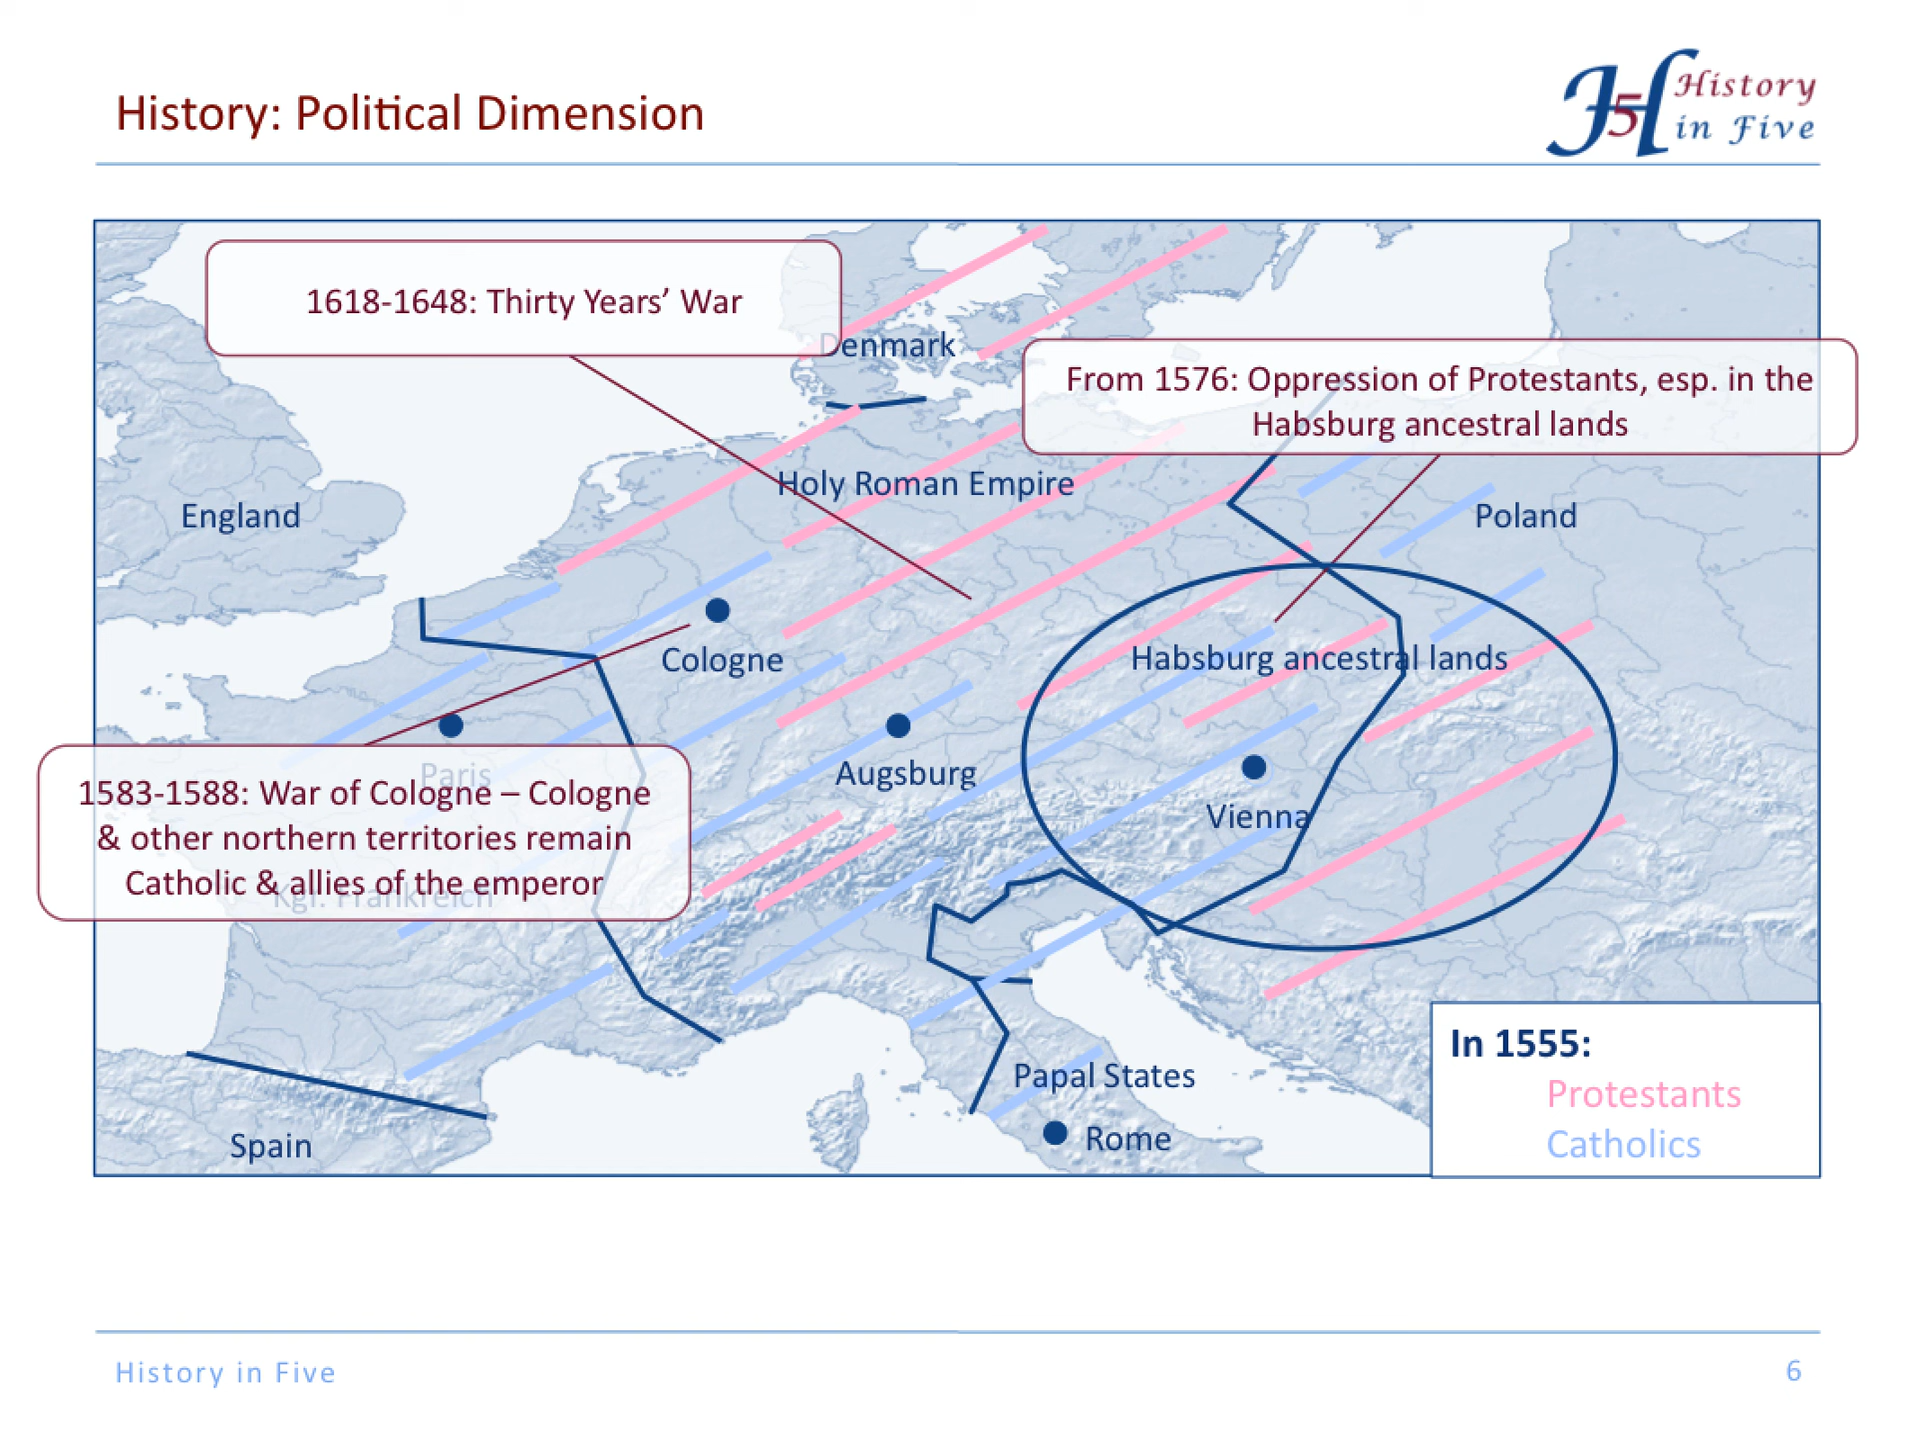 History: Political Dimension
JH5 History
in Five
1618-1648: Thirty Years’ War
Denmark
From 1576: Oppression of Protestants, esp. in the
Habsburg ancestral lands
Holy Roman Empire
England
Poland
Cologne
Habsburg ancestral lands
Paris
Augsburg
Vienna
1583-1588: War of Cologne – Cologne
& other northern territories remain
Catholic & allies of the emperor
Kgl. Frankreich
In 1555:
Protestants
Catholics
Papal States
Rome
Spain
History in Five
6